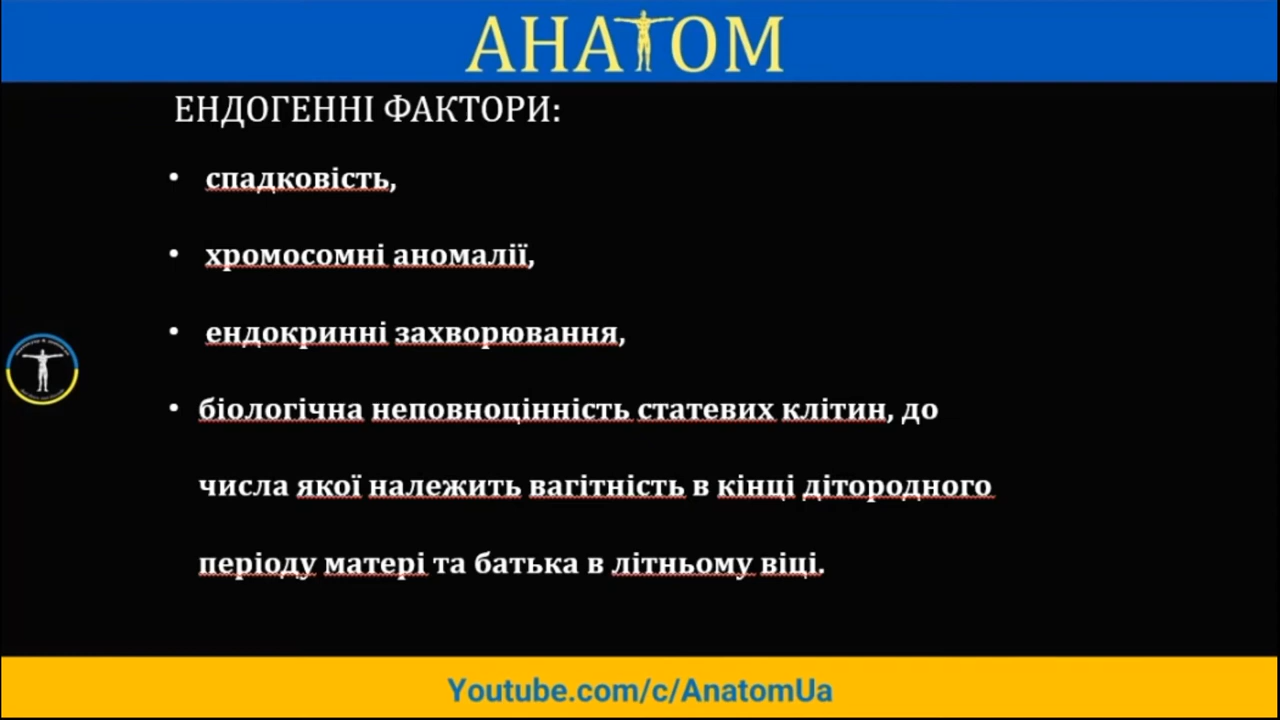 АНАТОМ
ЕНДОГЕННІ ФАКТОРИ:
• спадковість,
• хромосомні аномалії,
• ендокринні захворювання,
• біологічна неповноцінність статевих клітин, до
числа якої належить вагітність в кінці дітородного
періоду матері та батька в літньому віці.
Youtube.com/c/AnatomUa